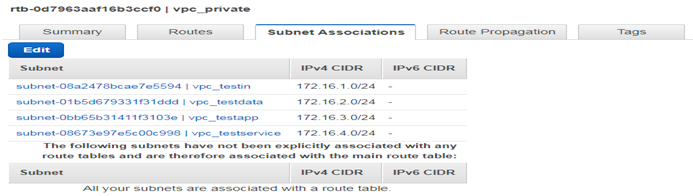 rtb-0d7963aaf16b3ccf0 | vpc_private
Summary Routes Subnet Associations Route Propagation Tags
Edit
Subnet IPv4 CIDR IPv6 CIDR
subnet-08a2478bcae7e5594 | vpc_testin 172.16.1.0/24 -
subnet-01b5d679331f31ddd | vpc_testdata 172.16.2.0/24 -
subnet-0bb65b31411f3103e | vpc_testapp 172.16.3.0/24 -
subnet-08673e97e5c00c998 | vpc_testservice 172.16.4.0/24 -
The following subnets have not been explicitly associated with any
route tables and are therefore associated with the main route table:
Subnet IPv4 CIDR IPv6 CIDR
All your subnets are associated with a route table.